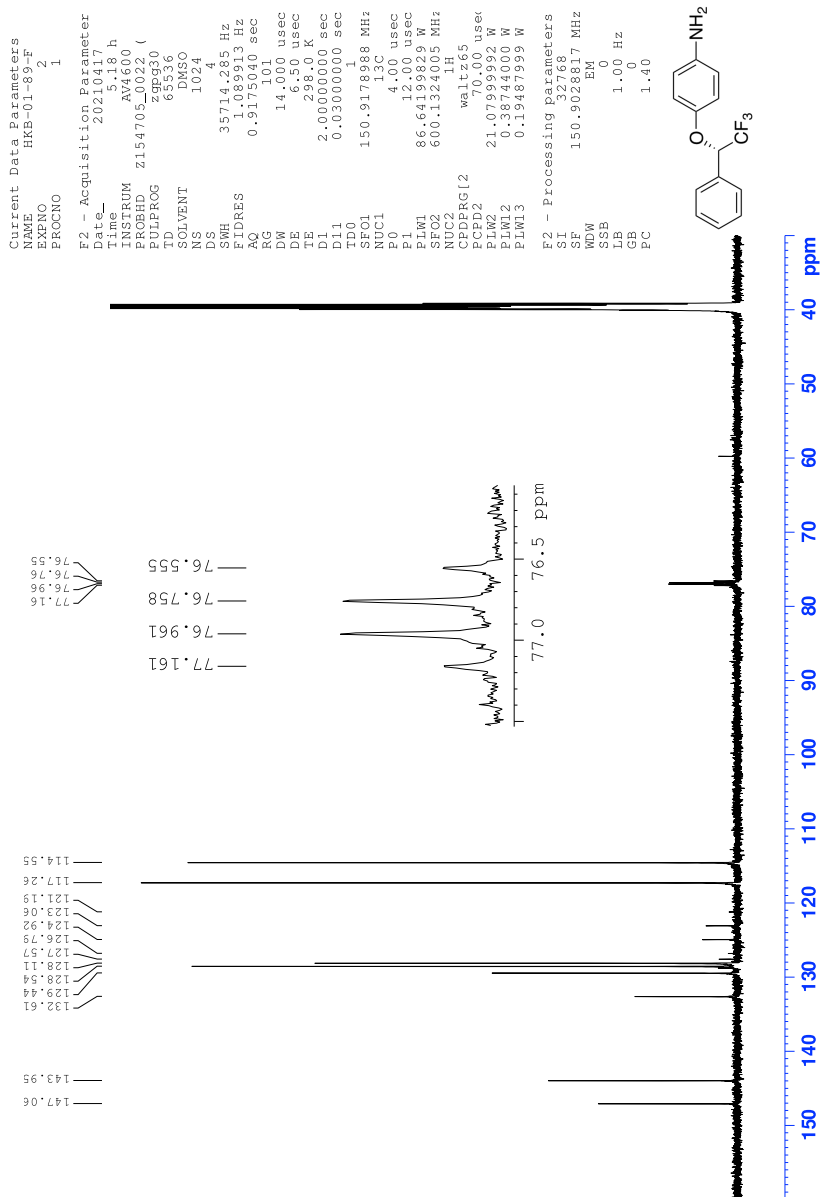 Current Data Parameters
NAME HKB-01-89-F
EXPNO 2
PROCNO 1
F2 - Acquisition Parameter
Date_ 20210417
Time 5.18 h
INSTRUM AV4600
PROBHD Z154705_0022 (
PULPROG zgpg30
TD 65536
SOLVENT DMSO
NS 1024
DS 4
SWH 35714.285 Hz
FIDRES 1.089913 Hz
AQ 0.9175040 sec
RG 101
DW 14.000 usec
DE 6.50 usec
TE 298.0 K
D1 2.00000000 sec
D11 0.03000000 sec
TD0 1
SFO1 150.9178988 MHz
NUC1 13C
P0 4.00 usec
P1 12.00 usec
PLW1 86.64199829 W
SFO2 600.1324005 MHz
NUC2 1H
CPDPRG[2 waltz65
PCPD2 70.00 usec
PLW2 21.07999992 W
PLW12 0.38744000 W
PLW13 0.19487999 W
F2 - Processing parameters
SI 32768
SF 150.9028817 MHz
WDW EM
SSB 0
LB 1.00 Hz
GB 0
PC 1.40
NH2
O
CF3
147.06
143.95
132.61
129.44
128.54
128.11
127.57
126.79
124.92
123.06
121.19
117.26
114.55
77.16
76.96
76.76
76.55
77.161
76.961
76.758
76.555
77.0 76.5 ppm
150 140 130 120 110 100 90 80 70 60 50 40 ppm